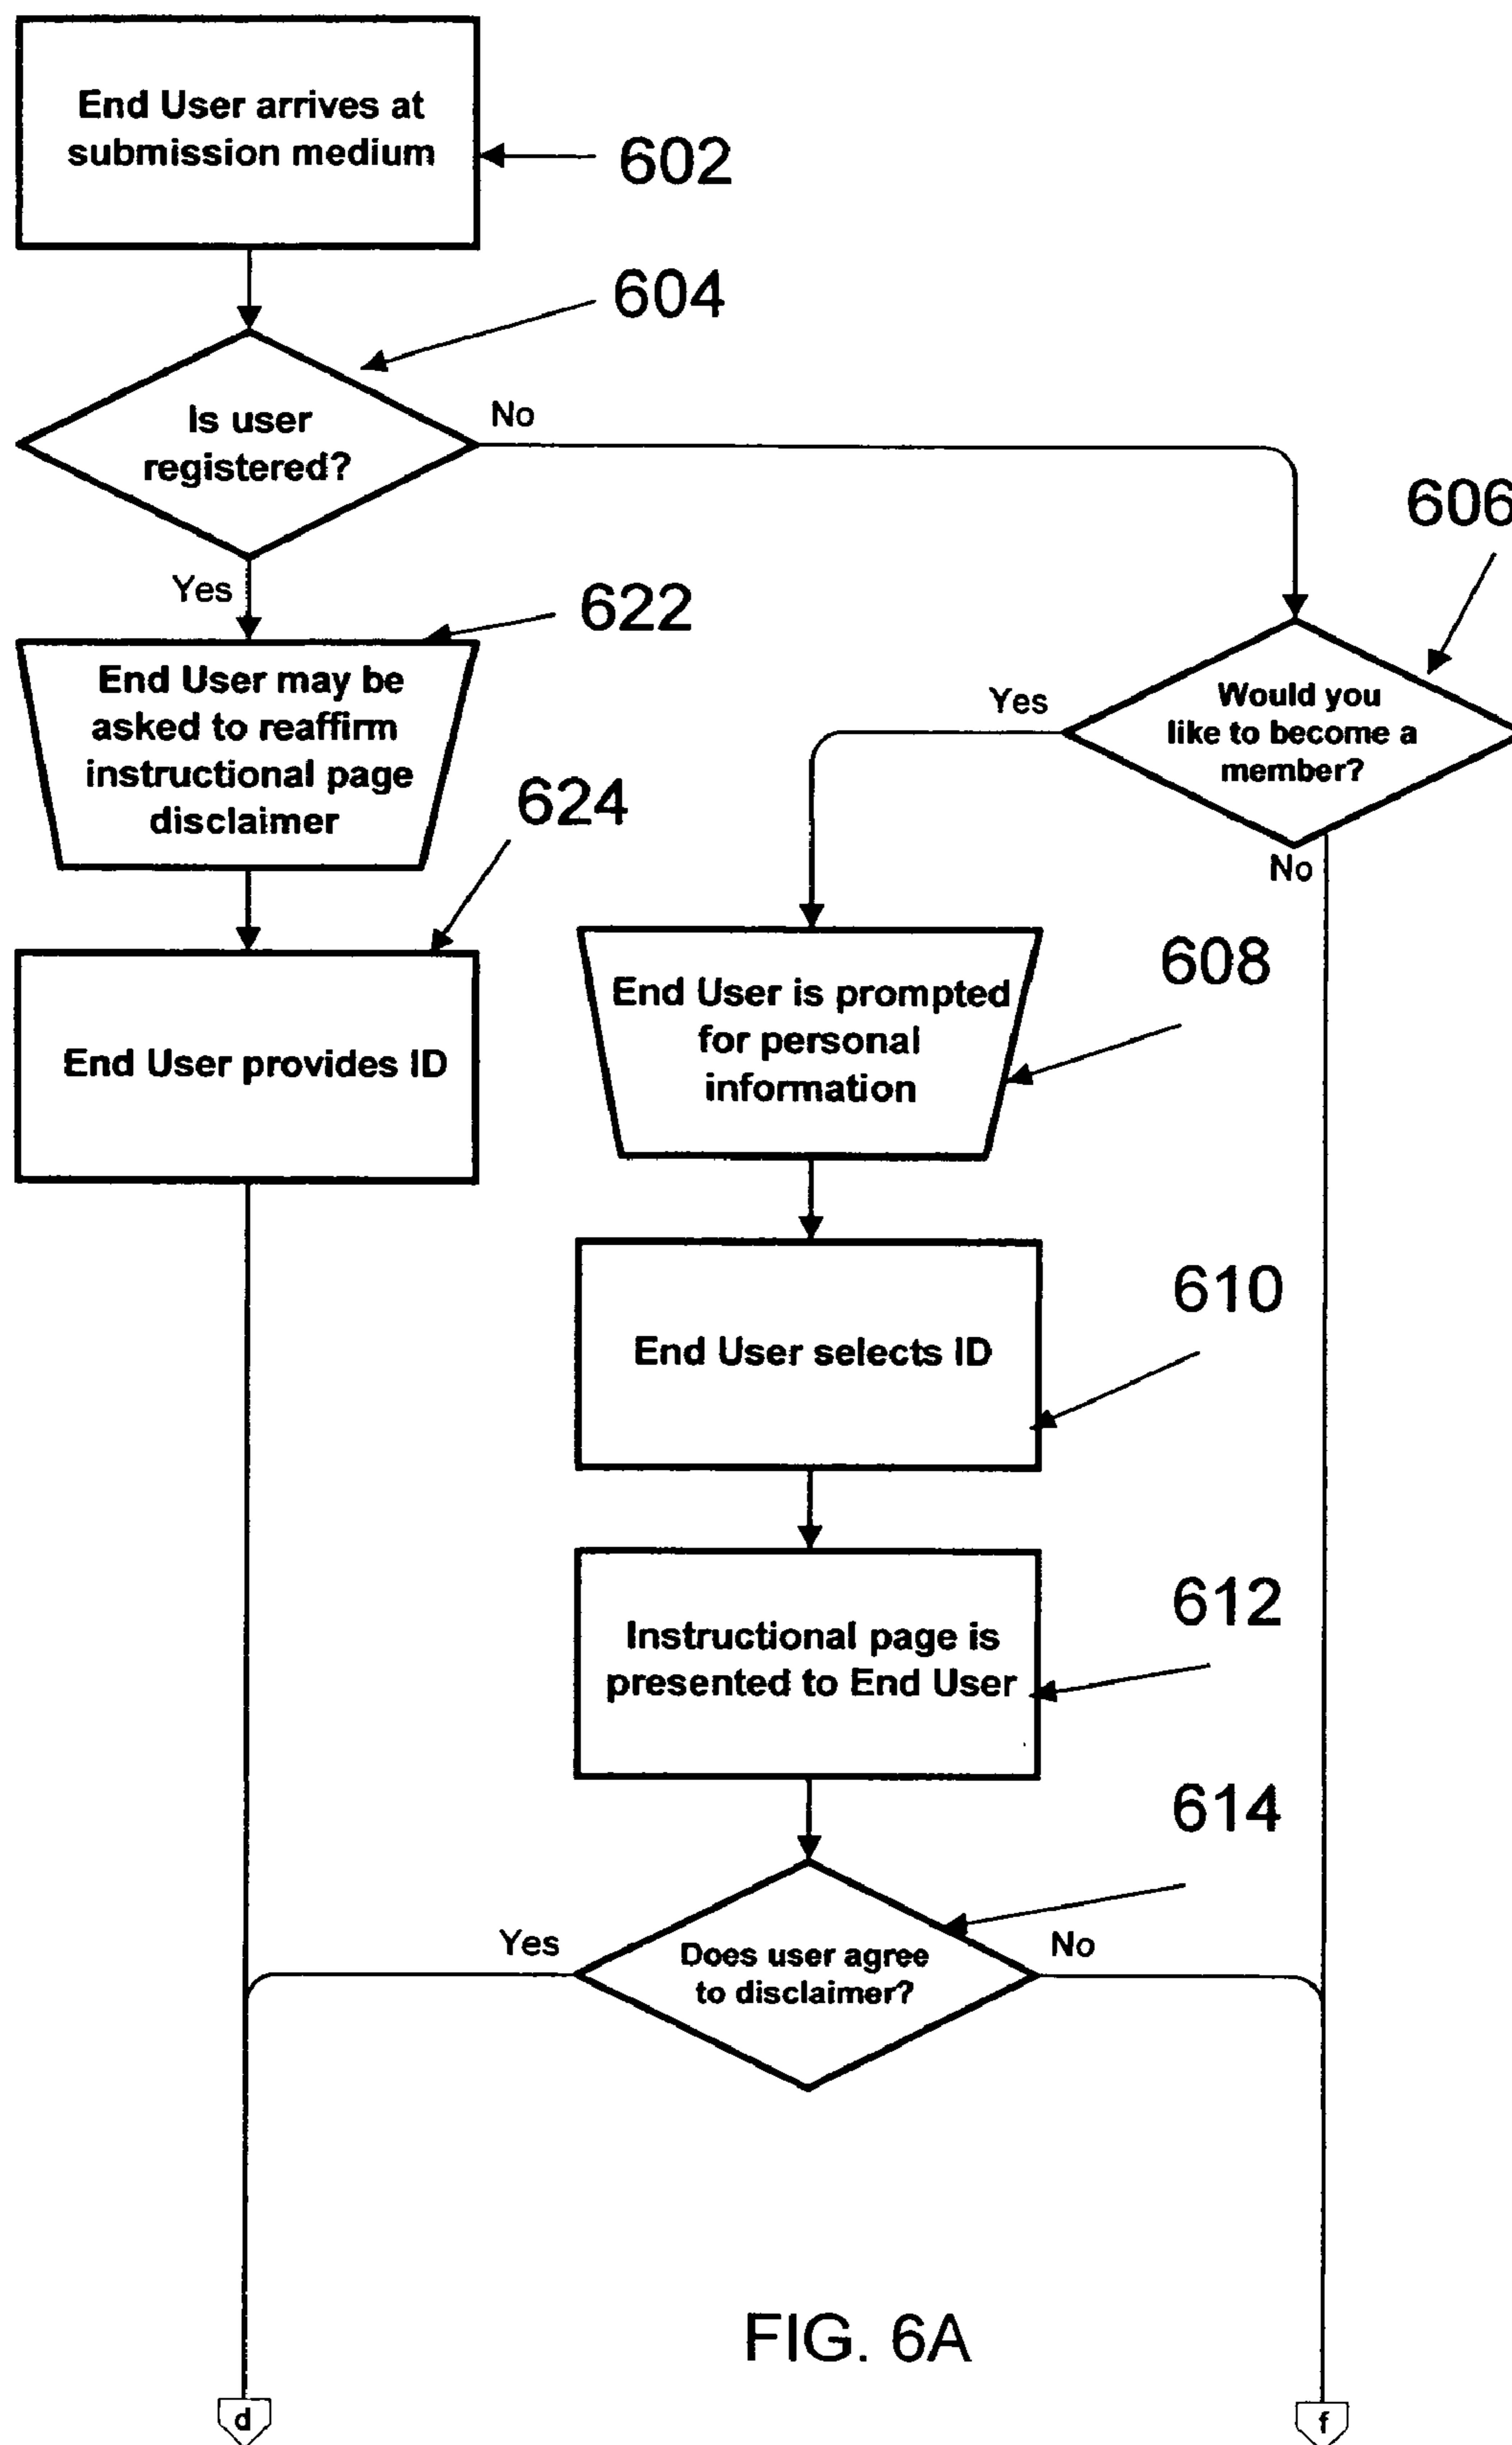 End User arrives at
submission medium
602
604
Is user
registered?
No
Yes
606
622
End User may be
asked to reaffirm
instructional page
disclaimer
Would you
like to become a
member?
Yes
No
624
End User provides ID
608
End User is prompted
for personal
information
610
End User selects ID
612
Instructional page is
presented to End User
614
Does user agree
to disclaimer?
Yes
No
FIG. 6A
d
f